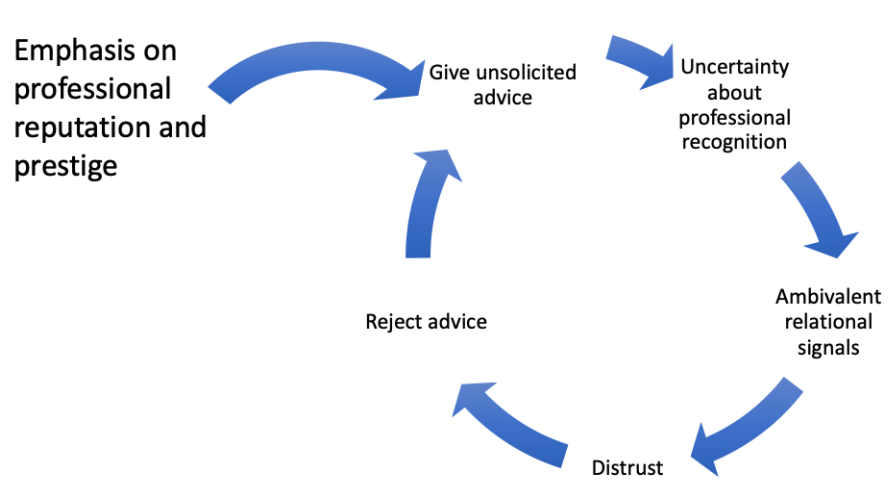 Emphasis on
professional
reputation and
prestige
Give unsolicited
advice
Uncertainty
about
professional
recognition
Ambivalent
relational
signals
Distrust
Reject advice